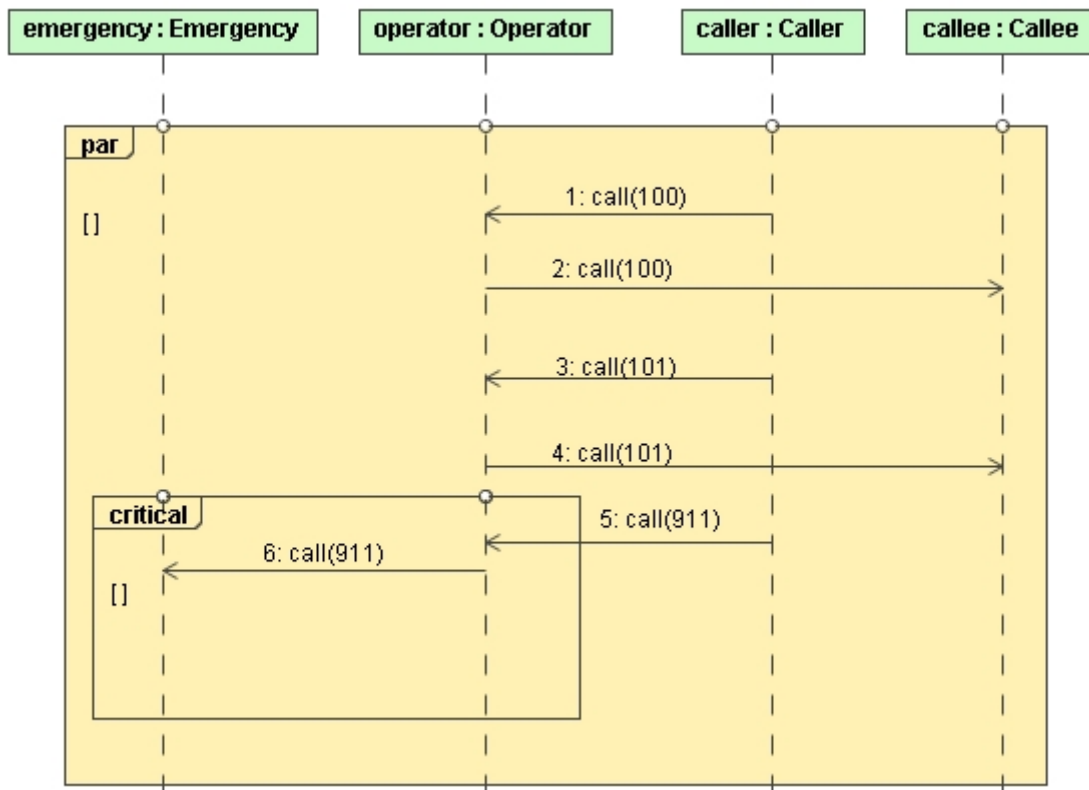 emergency : Emergency
operator : Operator
caller : Caller
callee : Callee
par
[ ]
1: call(100)
2: call(100)
3: call(101)
4: call(101)
critical
5: call(911)
6: call(911)
[ ]